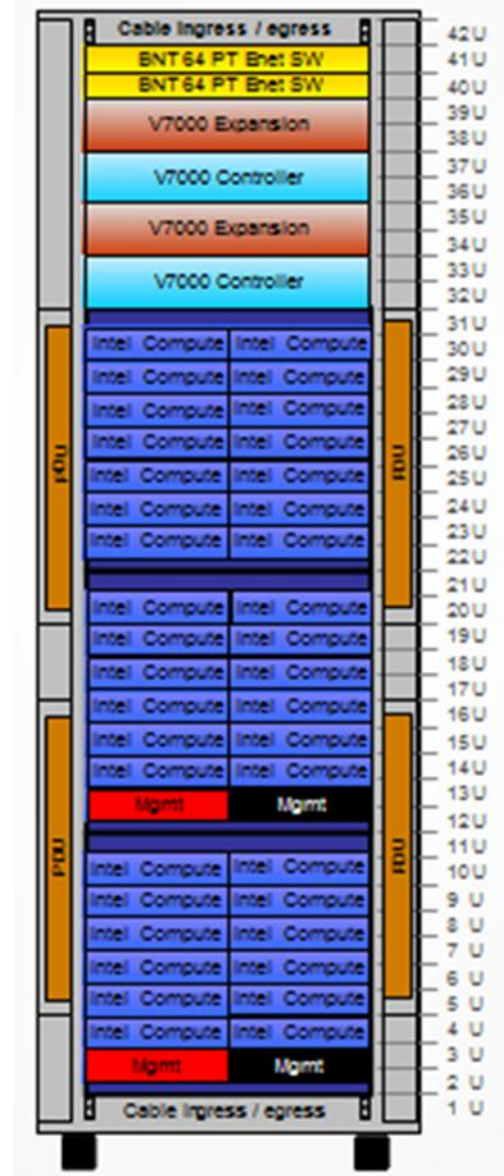 Cable Ingress / egress
BNT 64 PT Enet SW
BNT 64 PT Enet SW
V7000 Expansion
V7000 Controller
V7000 Expansion
V7000 Controller
Intel Compute Intel Compute
Intel Compute Intel Compute
Intel Compute Intel Compute
Intel Compute Intel Compute
Intel Compute Intel Compute
Intel Compute Intel Compute
Intel Compute Intel Compute
PDU
PDU
Intel Compute Intel Compute
Intel Compute Intel Compute
Intel Compute Intel Compute
Intel Compute Intel Compute
Intel Compute Intel Compute
Intel Compute Intel Compute
Mgmt Mgmt
PDU
PDU
Intel Compute Intel Compute
Intel Compute Intel Compute
Intel Compute Intel Compute
Intel Compute Intel Compute
Intel Compute Intel Compute
Intel Compute Intel Compute
Mgmt Mgmt
Cable Ingress / egress
42 U
41 U
40 U
39 U
38 U
37 U
36 U
35 U
34 U
33 U
32 U
31 U
30 U
29 U
28 U
27 U
26 U
25 U
24 U
23 U
22 U
21 U
20 U
19 U
18 U
17 U
16 U
15 U
14 U
13 U
12 U
11 U
10 U
9 U
8 U
7 U
6 U
5 U
4 U
3 U
2 U
1 U